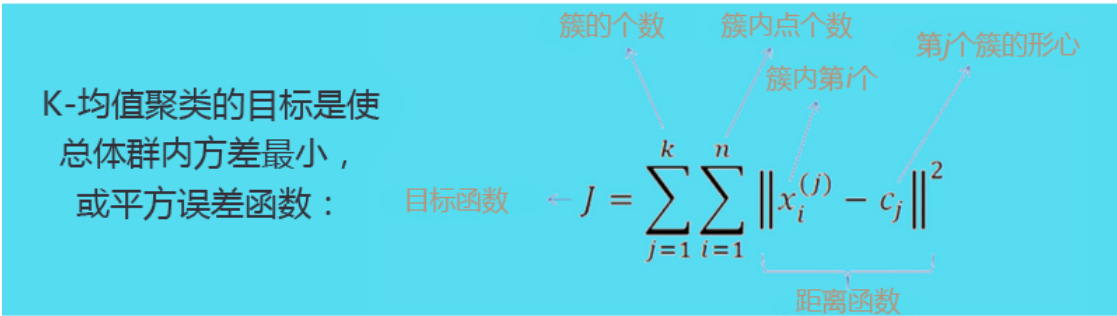 K-均值聚类的目标是使
总体群内方差最小，
或平方误差函数：
簇的个数
簇内点个数
第j个簇的形心
簇内第i个
目标函数
← J = \sum_{j=1}^{k} \sum_{i=1}^{n} \left\| x_i^{(j)} - c_j \right\|^2
距离函数